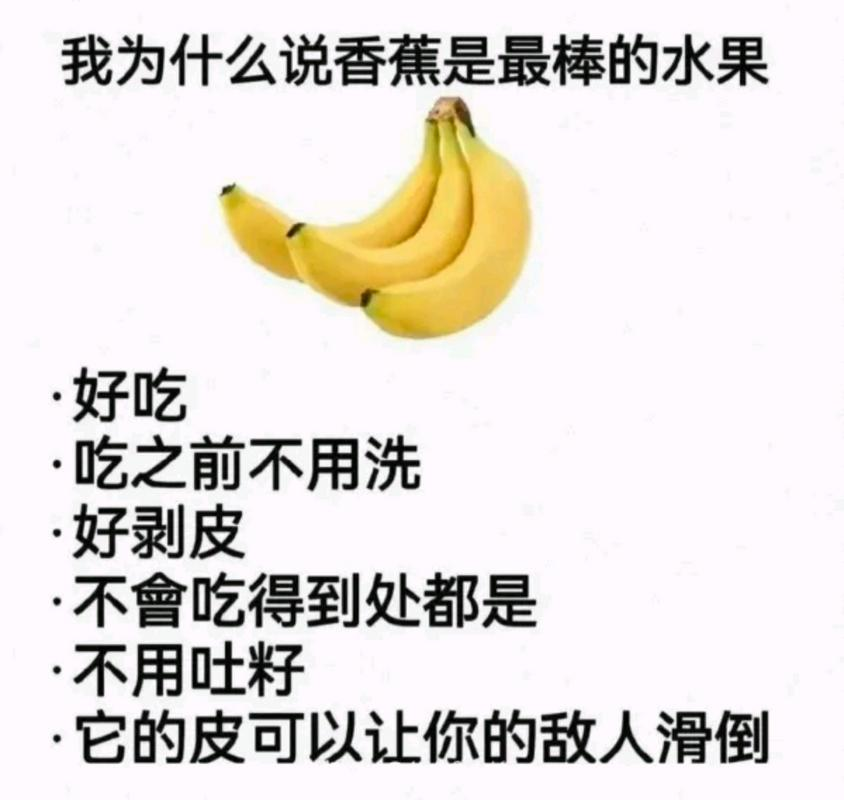 我为什么说香蕉是最棒的水果
·好吃
·吃之前不用洗
·好剥皮
·不會吃得到处都是
·不用吐籽
·它的皮可以让你的敌人滑倒